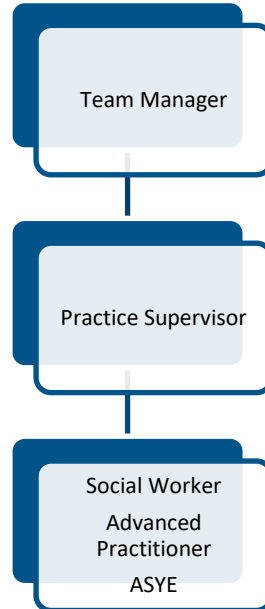 Team Manager
Practice Supervisor
Social Worker
Advanced
Practitioner
ASYE